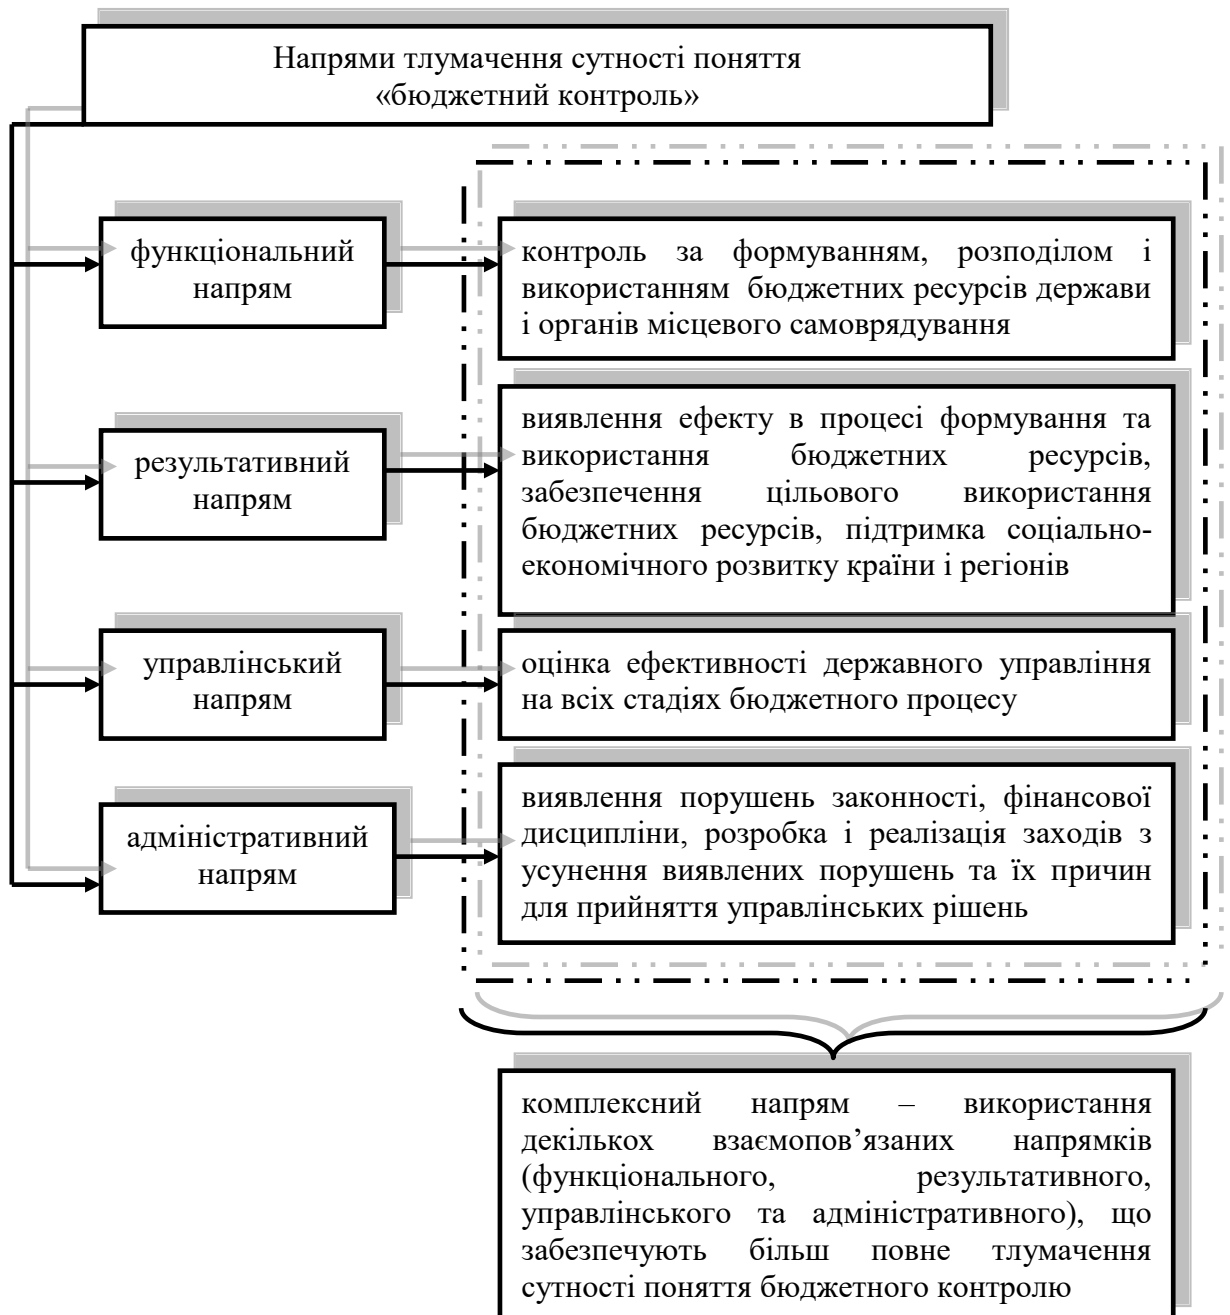 Напрями тлумачення сутності поняття
«бюджетний контроль»
функціональний
напрям
контроль за формуванням, розподілом і
використанням бюджетних ресурсів держави
і органів місцевого самоврядування
результативний
напрям
виявлення ефекту в процесі формування та
використання бюджетних ресурсів,
забезпечення цільового використання
бюджетних ресурсів, підтримка соціально-
економічного розвитку країни і регіонів
управлінський
напрям
оцінка ефективності державного управління
на всіх стадіях бюджетного процесу
адміністративний
напрям
виявлення порушень законності, фінансової
дисципліни, розробка і реалізація заходів з
усунення виявлених порушень та їх причин
для прийняття управлінських рішень
комплексний напрям – використання
декількох взаємопов’язаних напрямків
(функціонального, результативного,
управлінського та адміністративного), що
забезпечують більш повне тлумачення
сутності поняття бюджетного контролю